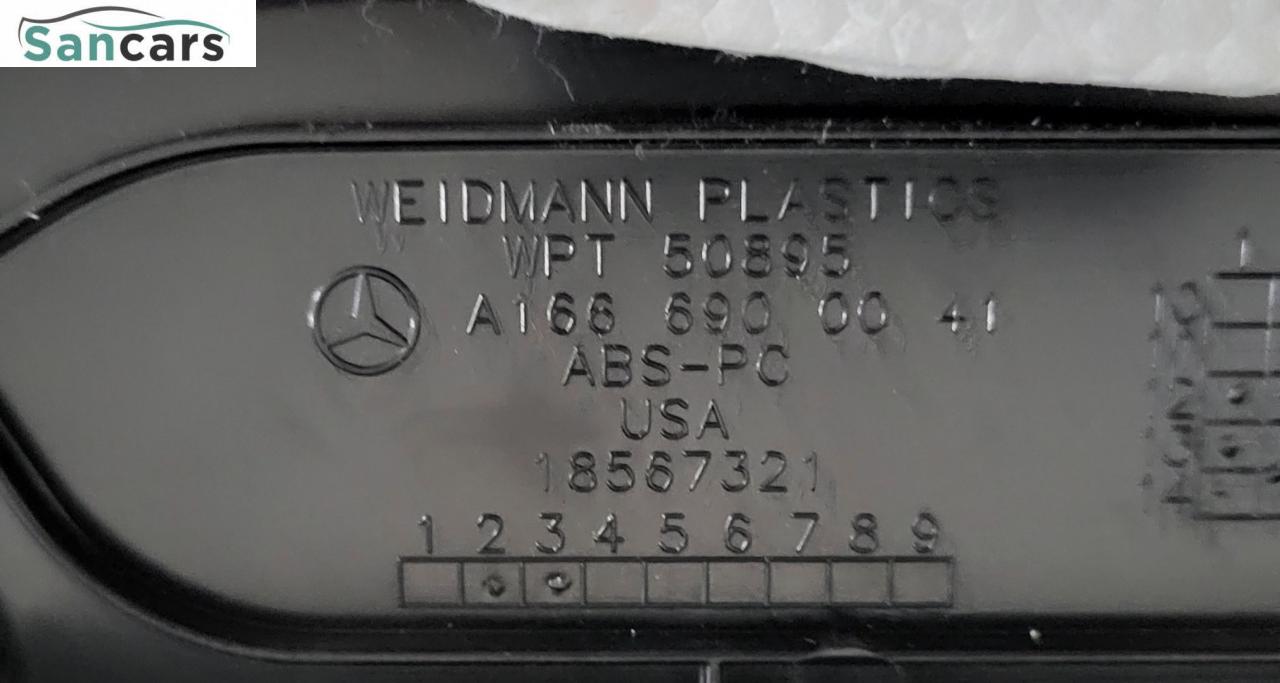 Sancars
WEIDMANN PLASTICS
WPT 50895
A166 690 00 41
ABS-PC
USA
18567321
1 2 3 4 5 6 7 8 9